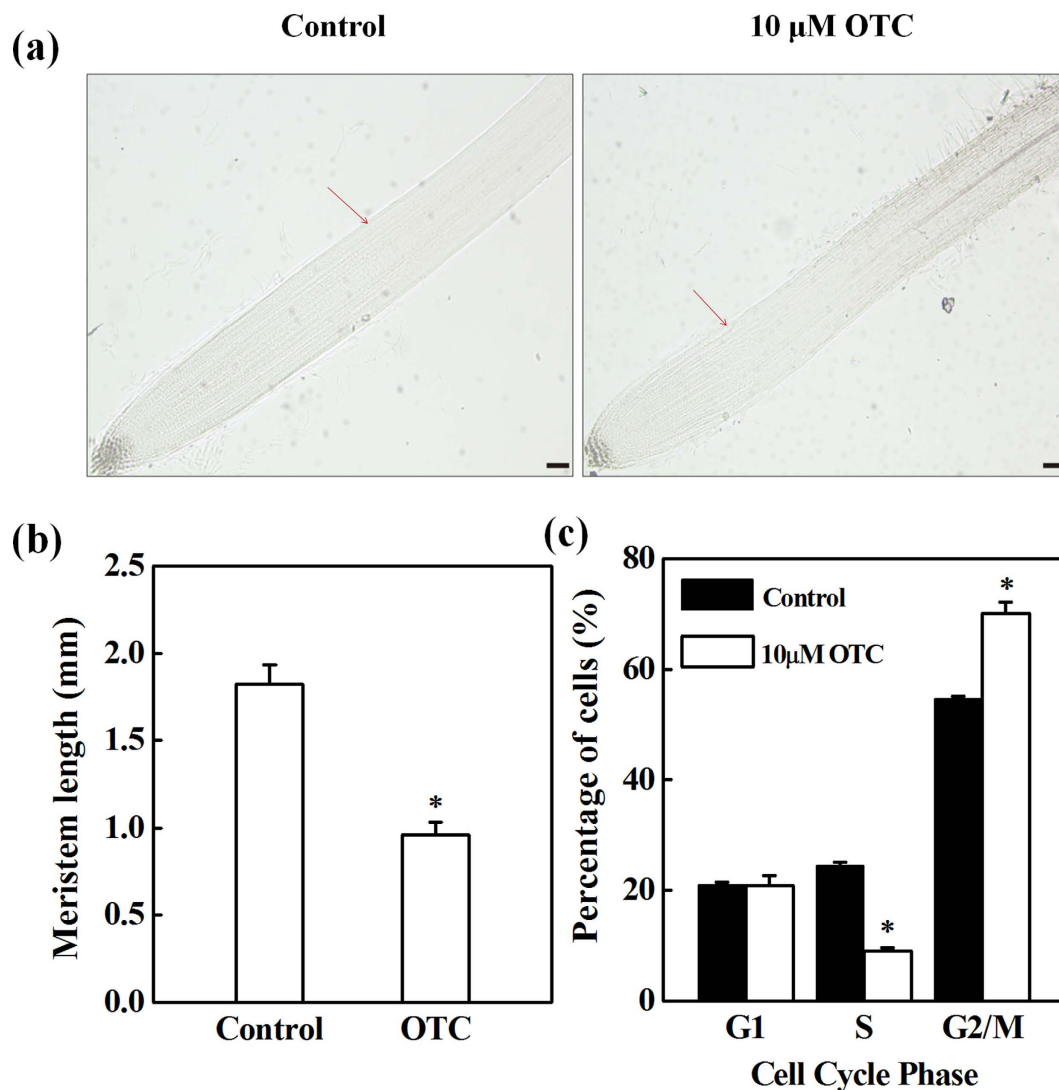 Control
10 μM OTC
(a)
(b)
Meristem length (mm)
2.5
2.0
1.5
1.0
0.5
0.0
*
Control
OTC
(c)
Percentage of cells (%)
80
60
40
20
0
Control
10μM OTC
*
*
G1
S
G2/M
Cell Cycle Phase